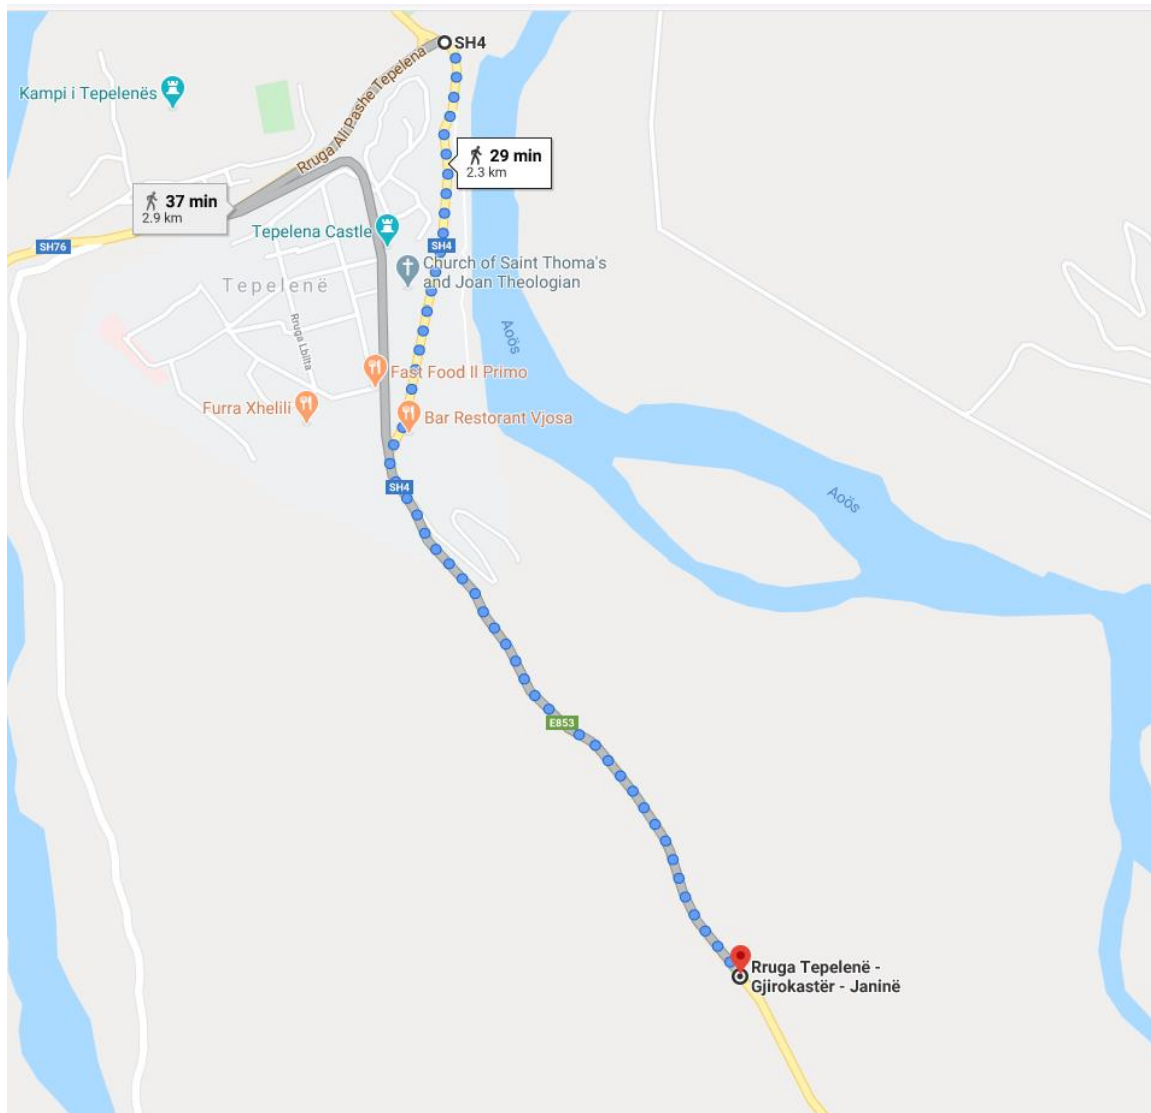 SH4
Kampi i Tepelenës
Rruga Ali Pashe Tepelena
29 min
2.3 km
37 min
2.9 km
SH76
Tepelena Castle
SH4
Church of Saint Thoma's
and Joan Theologian
Tepelenë
Rruga Lbilta
Aoös
Fast Food Il Primo
Furra Xhelili
Bar Restorant Vjosa
SH4
Aoös
E853
Rruga Tepelenë -
Gjirokastër - Janinë